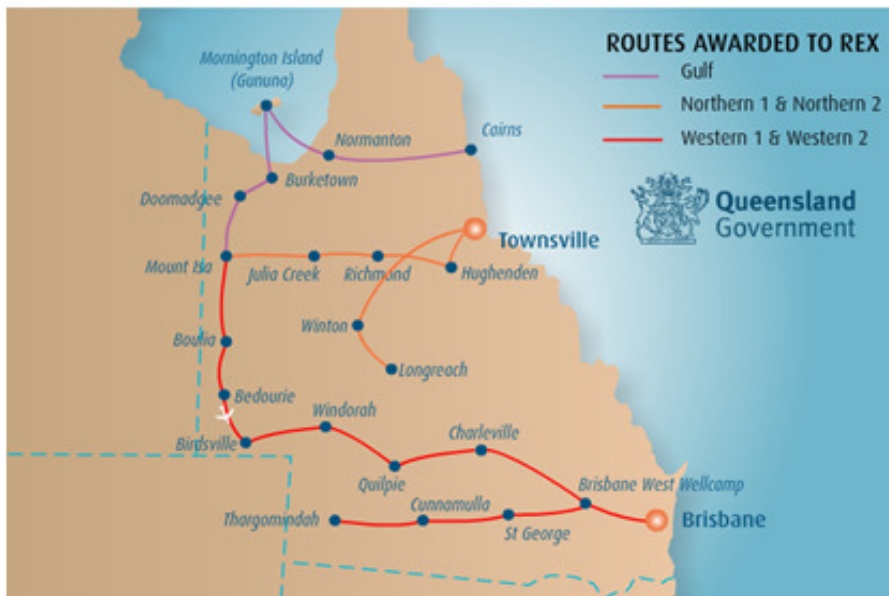 ROUTES AWARDED TO REX
Gulf
Northern 1 & Northern 2
Western 1 & Western 2
Queensland
Government
Mornington Island
(Gununa)
Normanton
Cairns
Burketown
Doomadgee
Townsville
Mount Isa
Julia Creek
Richmond
Hughenden
Winton
Boulia
Longreach
Bedourie
Windorah
Charleville
Birdsville
Quilpie
Brisbane West Wellcamp
Cunnamulla
Thargomindah
St George
Brisbane